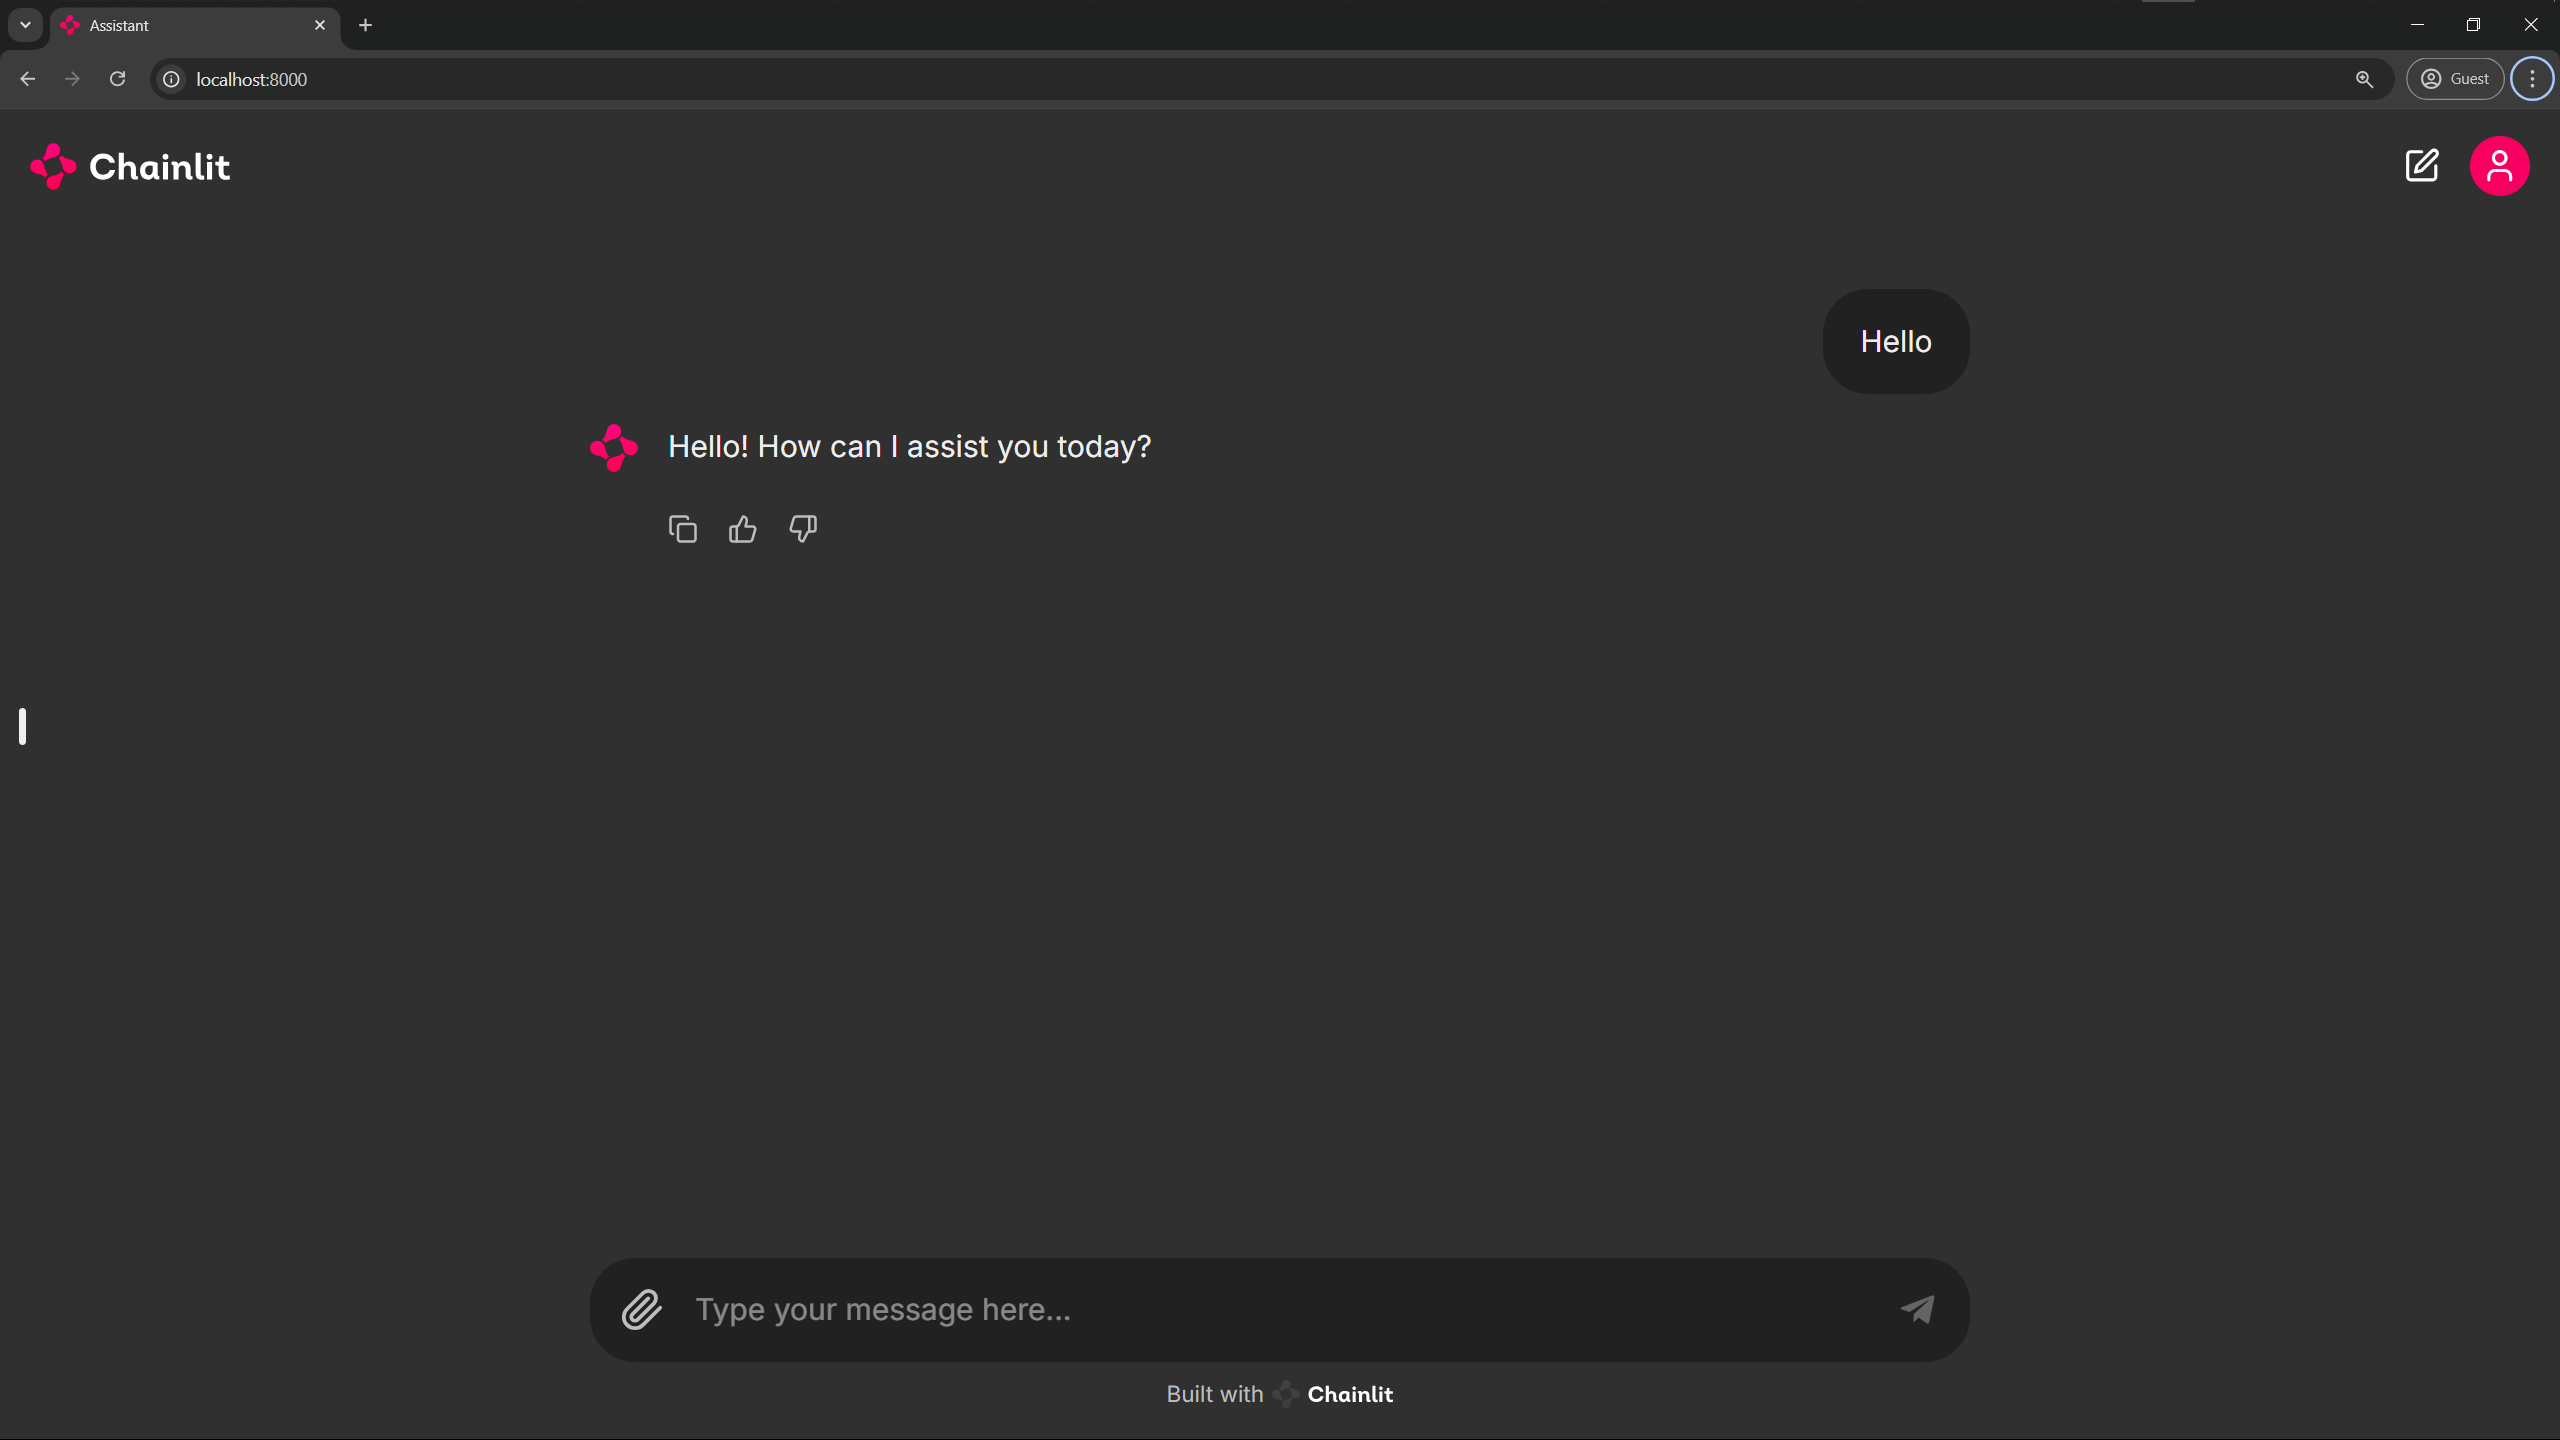 Assistant
localhost:8000
Guest
Chainlit
Hello
Hello! How can I assist you today?
Type your message here...
Built with Chainlit